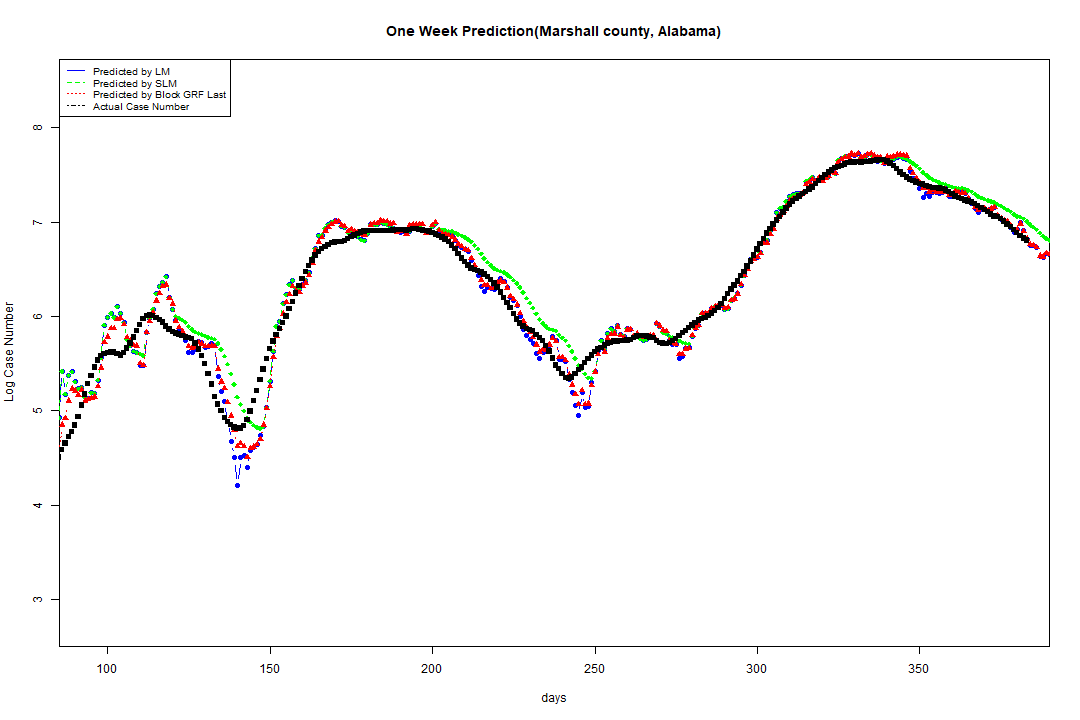 One Week Prediction(Marshall county, Alabama)
Predicted by LM
Predicted by SLM
Predicted by Block GRF Last
Actual Case Number
Log Case Number
8
7
6
5
4
3
100 150 200 250 300 350
days